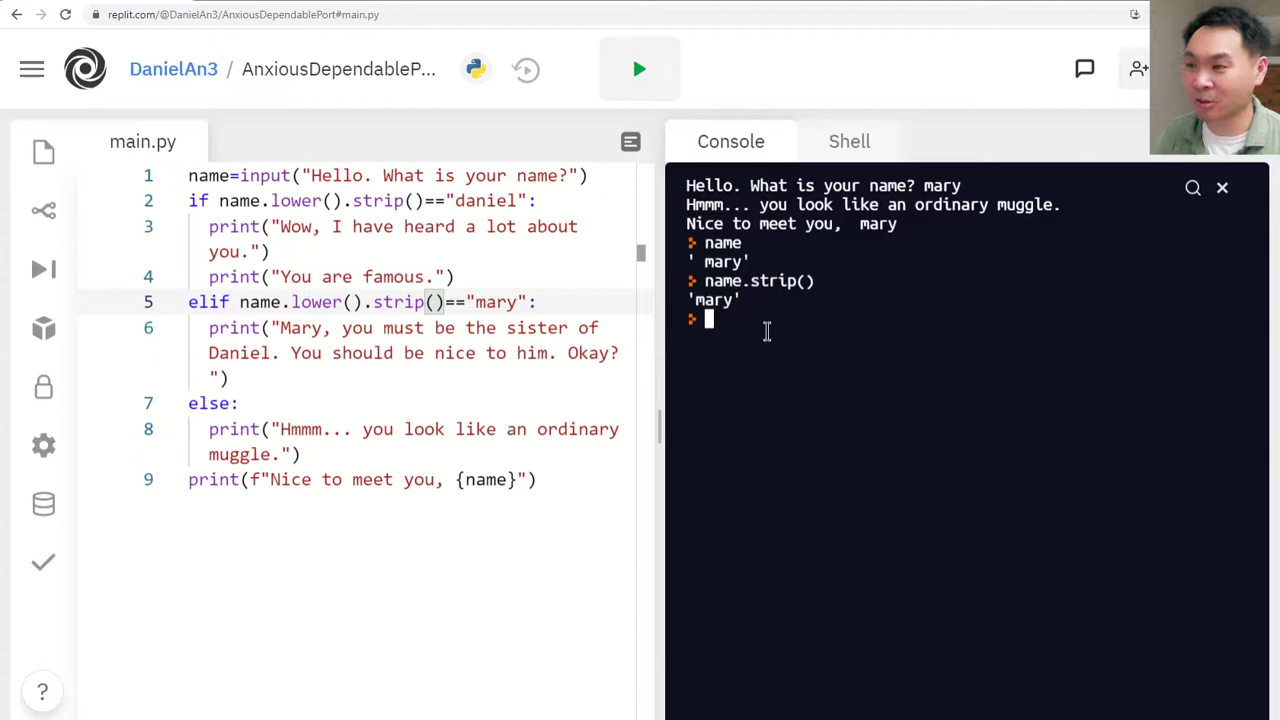 replit.com/@DanielAn3/AnxiousDependablePort#main.py
DanielAn3 / AnxiousDependableP...
main.py
1 name=input("Hello. What is your name?")
2 if name.lower().strip()=="daniel":
3 print("Wow, I have heard a lot about
you.")
4 print("You are famous.")
5 elif name.lower().strip()=="mary":
6 print("Mary, you must be the sister of
Daniel. You should be nice to him. Okay?
")
7 else:
8 print("Hmmm... you look like an ordinary
muggle.")
9 print(f"Nice to meet you, {name}")
?
Console Shell
Hello. What is your name? mary
Hmmm... you look like an ordinary muggle.
Nice to meet you,  mary
> name
' mary'
> name.strip()
'mary'
>